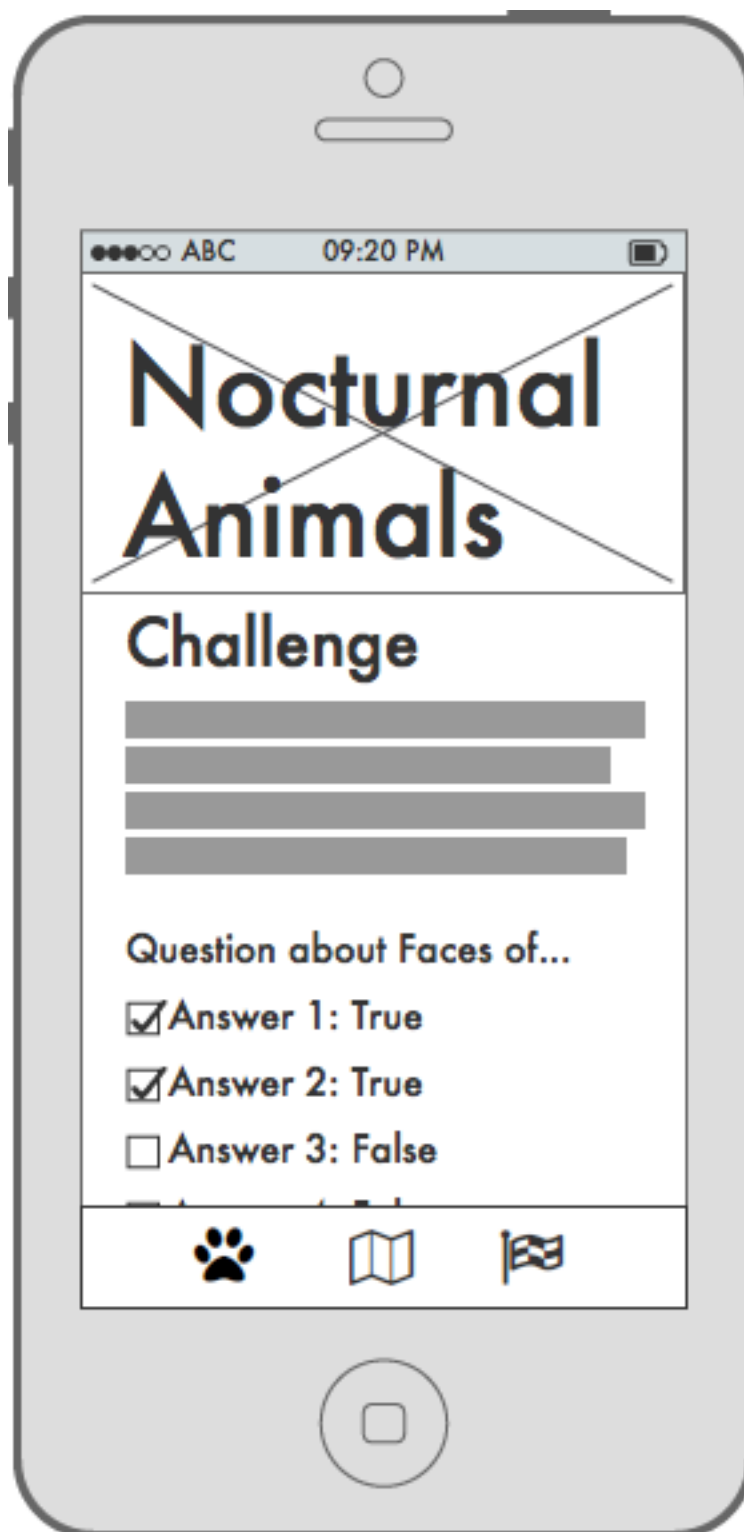 ABC 09:20 PM
Nocturnal
Animals
Challenge
Question about Faces of...
Answer 1: True
Answer 2: True
Answer 3: False